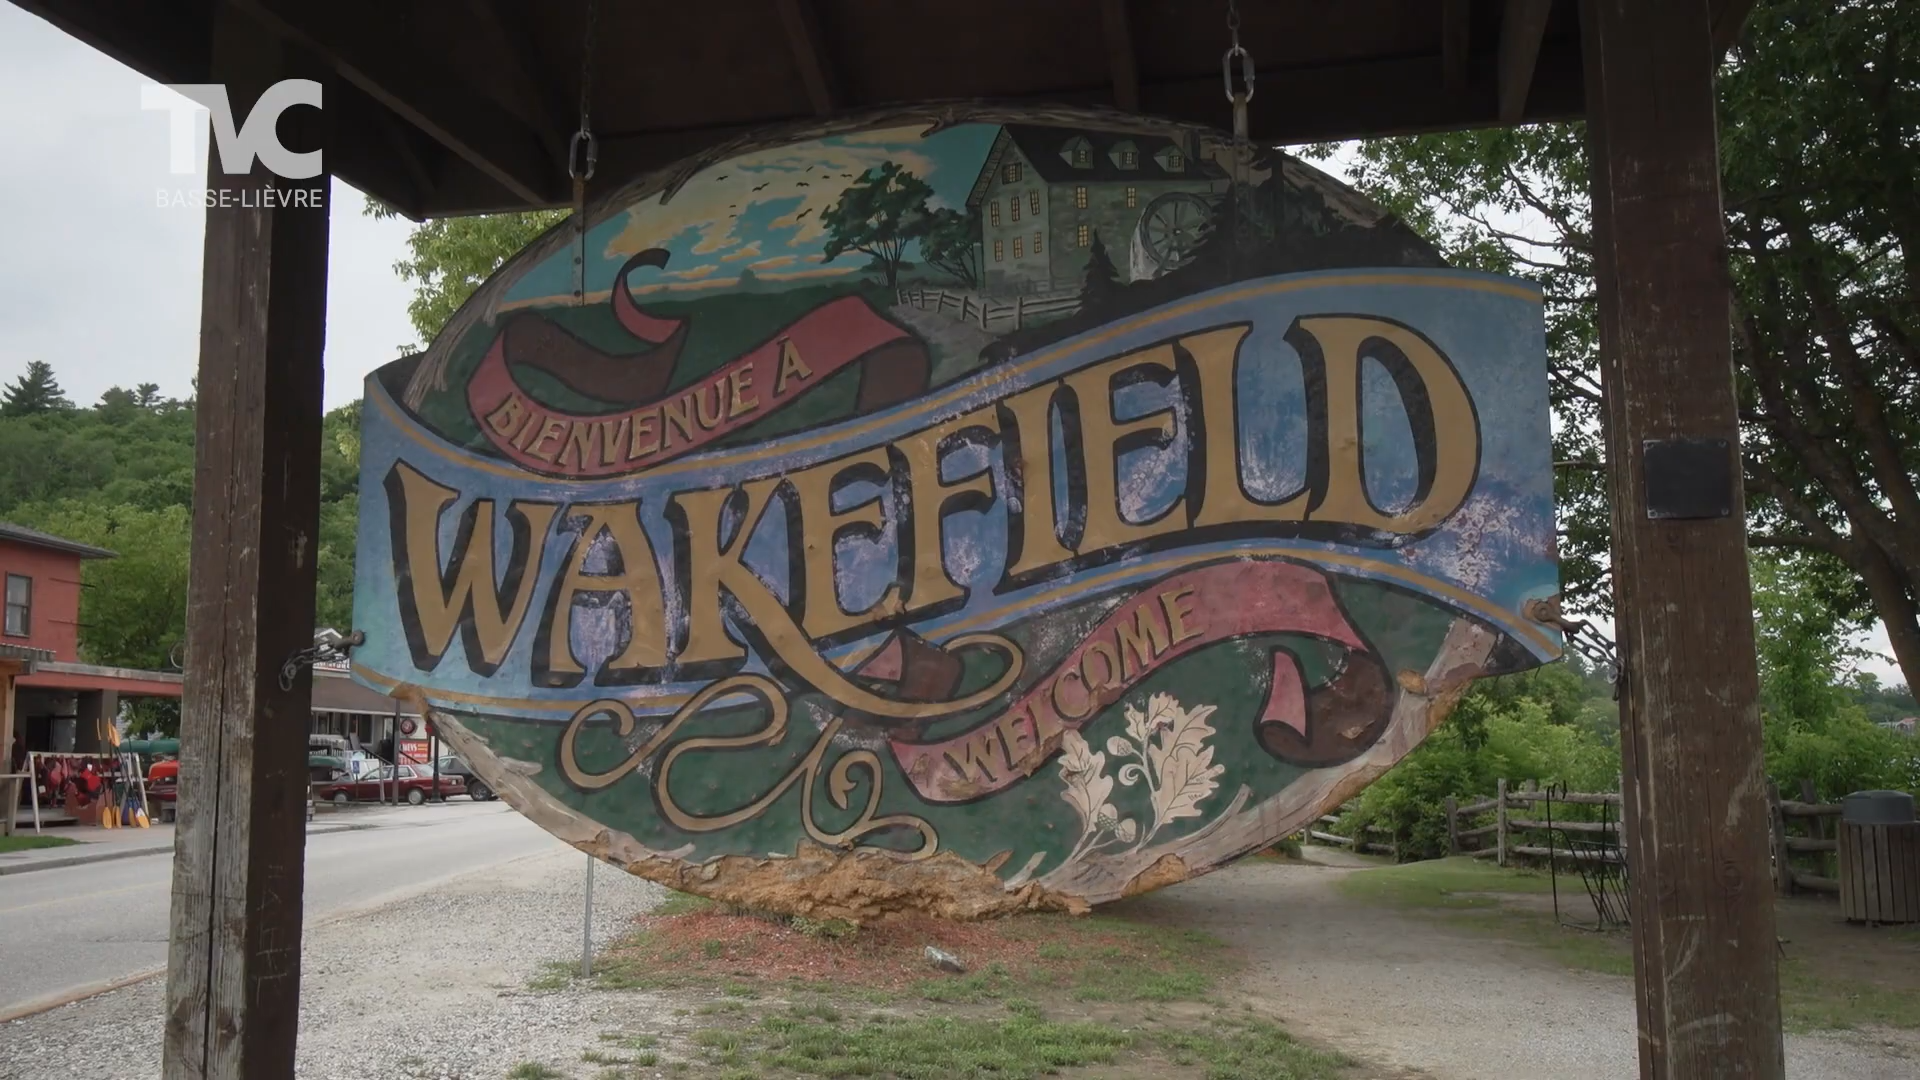 TVC
BASSE-LIÈVRE
BIENVENUE À
WAKEFIELD
WELCOME